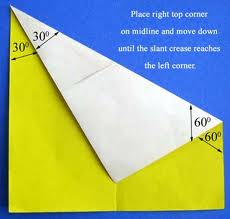 Place right top corner
on midline and move down
until the slant crease reaches
the left corner.
30° 30°
60°
60°